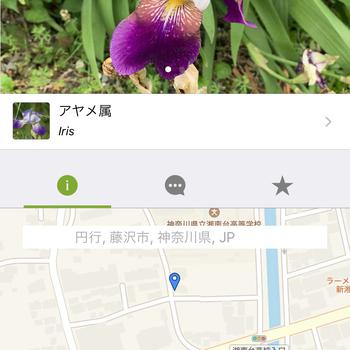 アヤメ属
Iris
神奈川県立湘南台高等学校
円行, 藤沢市, 神奈川県, JP
ラーメ
新湘
湘南台高校入口